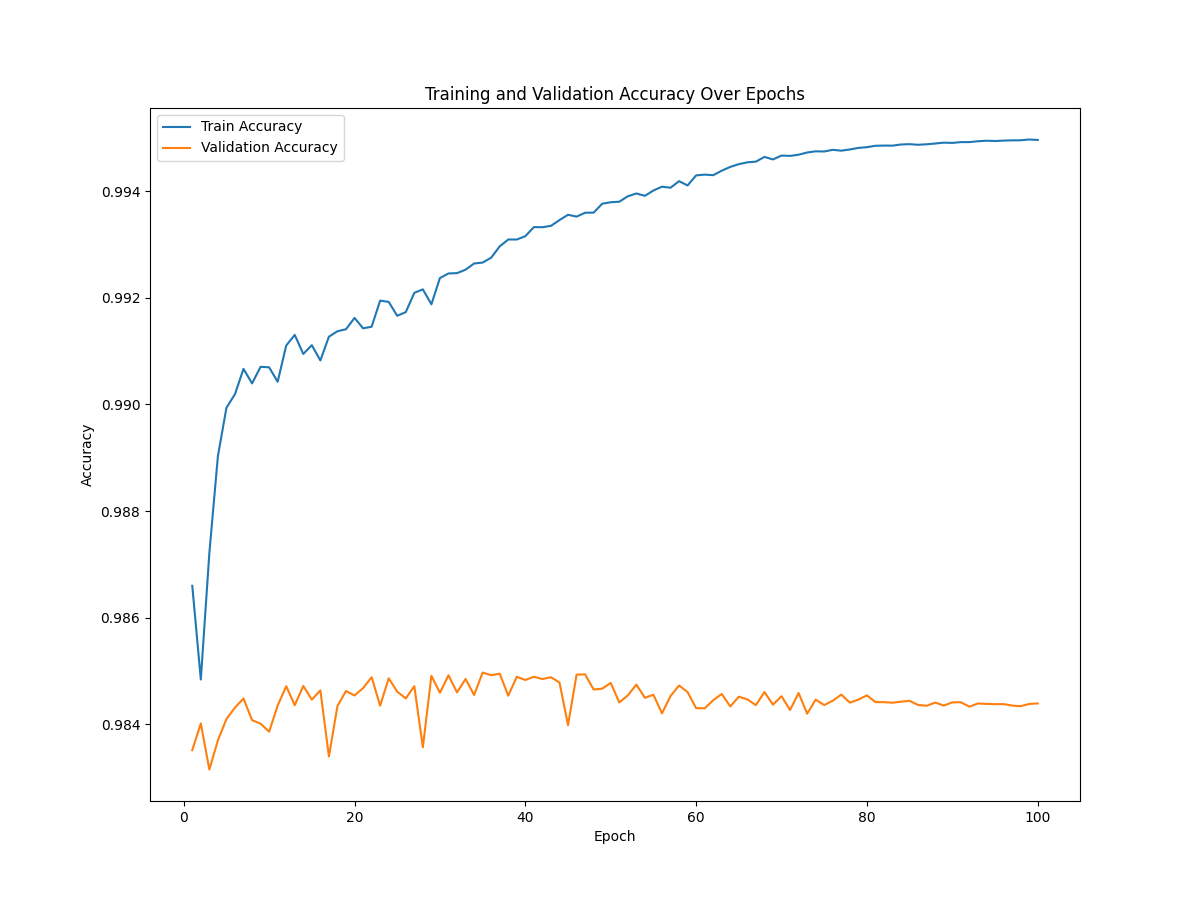 Training and Validation Accuracy Over Epochs
Train Accuracy
Validation Accuracy
0.994
0.992
0.990
0.988
0.986
0.984
Accuracy
0 20 40 60 80 100
Epoch